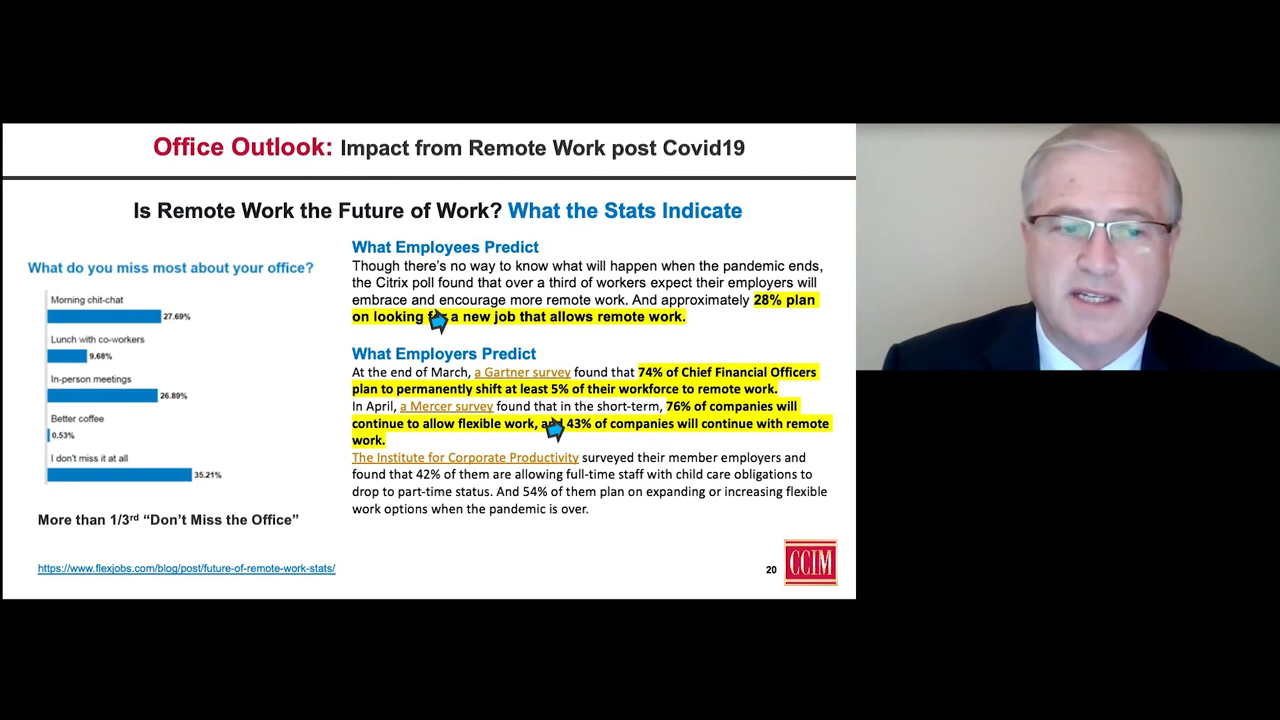 Office Outlook: Impact from Remote Work post Covid19
Is Remote Work the Future of Work? What the Stats Indicate
What do you miss most about your office?
Morning chit-chat
27.69%
Lunch with co-workers
9.68%
In-person meetings
26.89%
Better coffee
0.53%
I don't miss it at all
35.21%
More than 1/3rd “Don’t Miss the Office”
https://www.flexjobs.com/blog/post/future-of-remote-work-stats/
What Employees Predict
Though there’s no way to know what will happen when the pandemic ends,
the Citrix poll found that over a third of workers expect their employers will
embrace and encourage more remote work. And approximately 28% plan
on looking a new job that allows remote work.
What Employers Predict
At the end of March, a Gartner survey found that 74% of Chief Financial Officers
plan to permanently shift at least 5% of their workforce to remote work.
In April, a Mercer survey found that in the short-term, 76% of companies will
continue to allow flexible work, and 43% of companies will continue with remote
work.
The Institute for Corporate Productivity surveyed their member employers and
found that 42% of them are allowing full-time staff with child care obligations to
drop to part-time status. And 54% of them plan on expanding or increasing flexible
work options when the pandemic is over.
20
CCIM